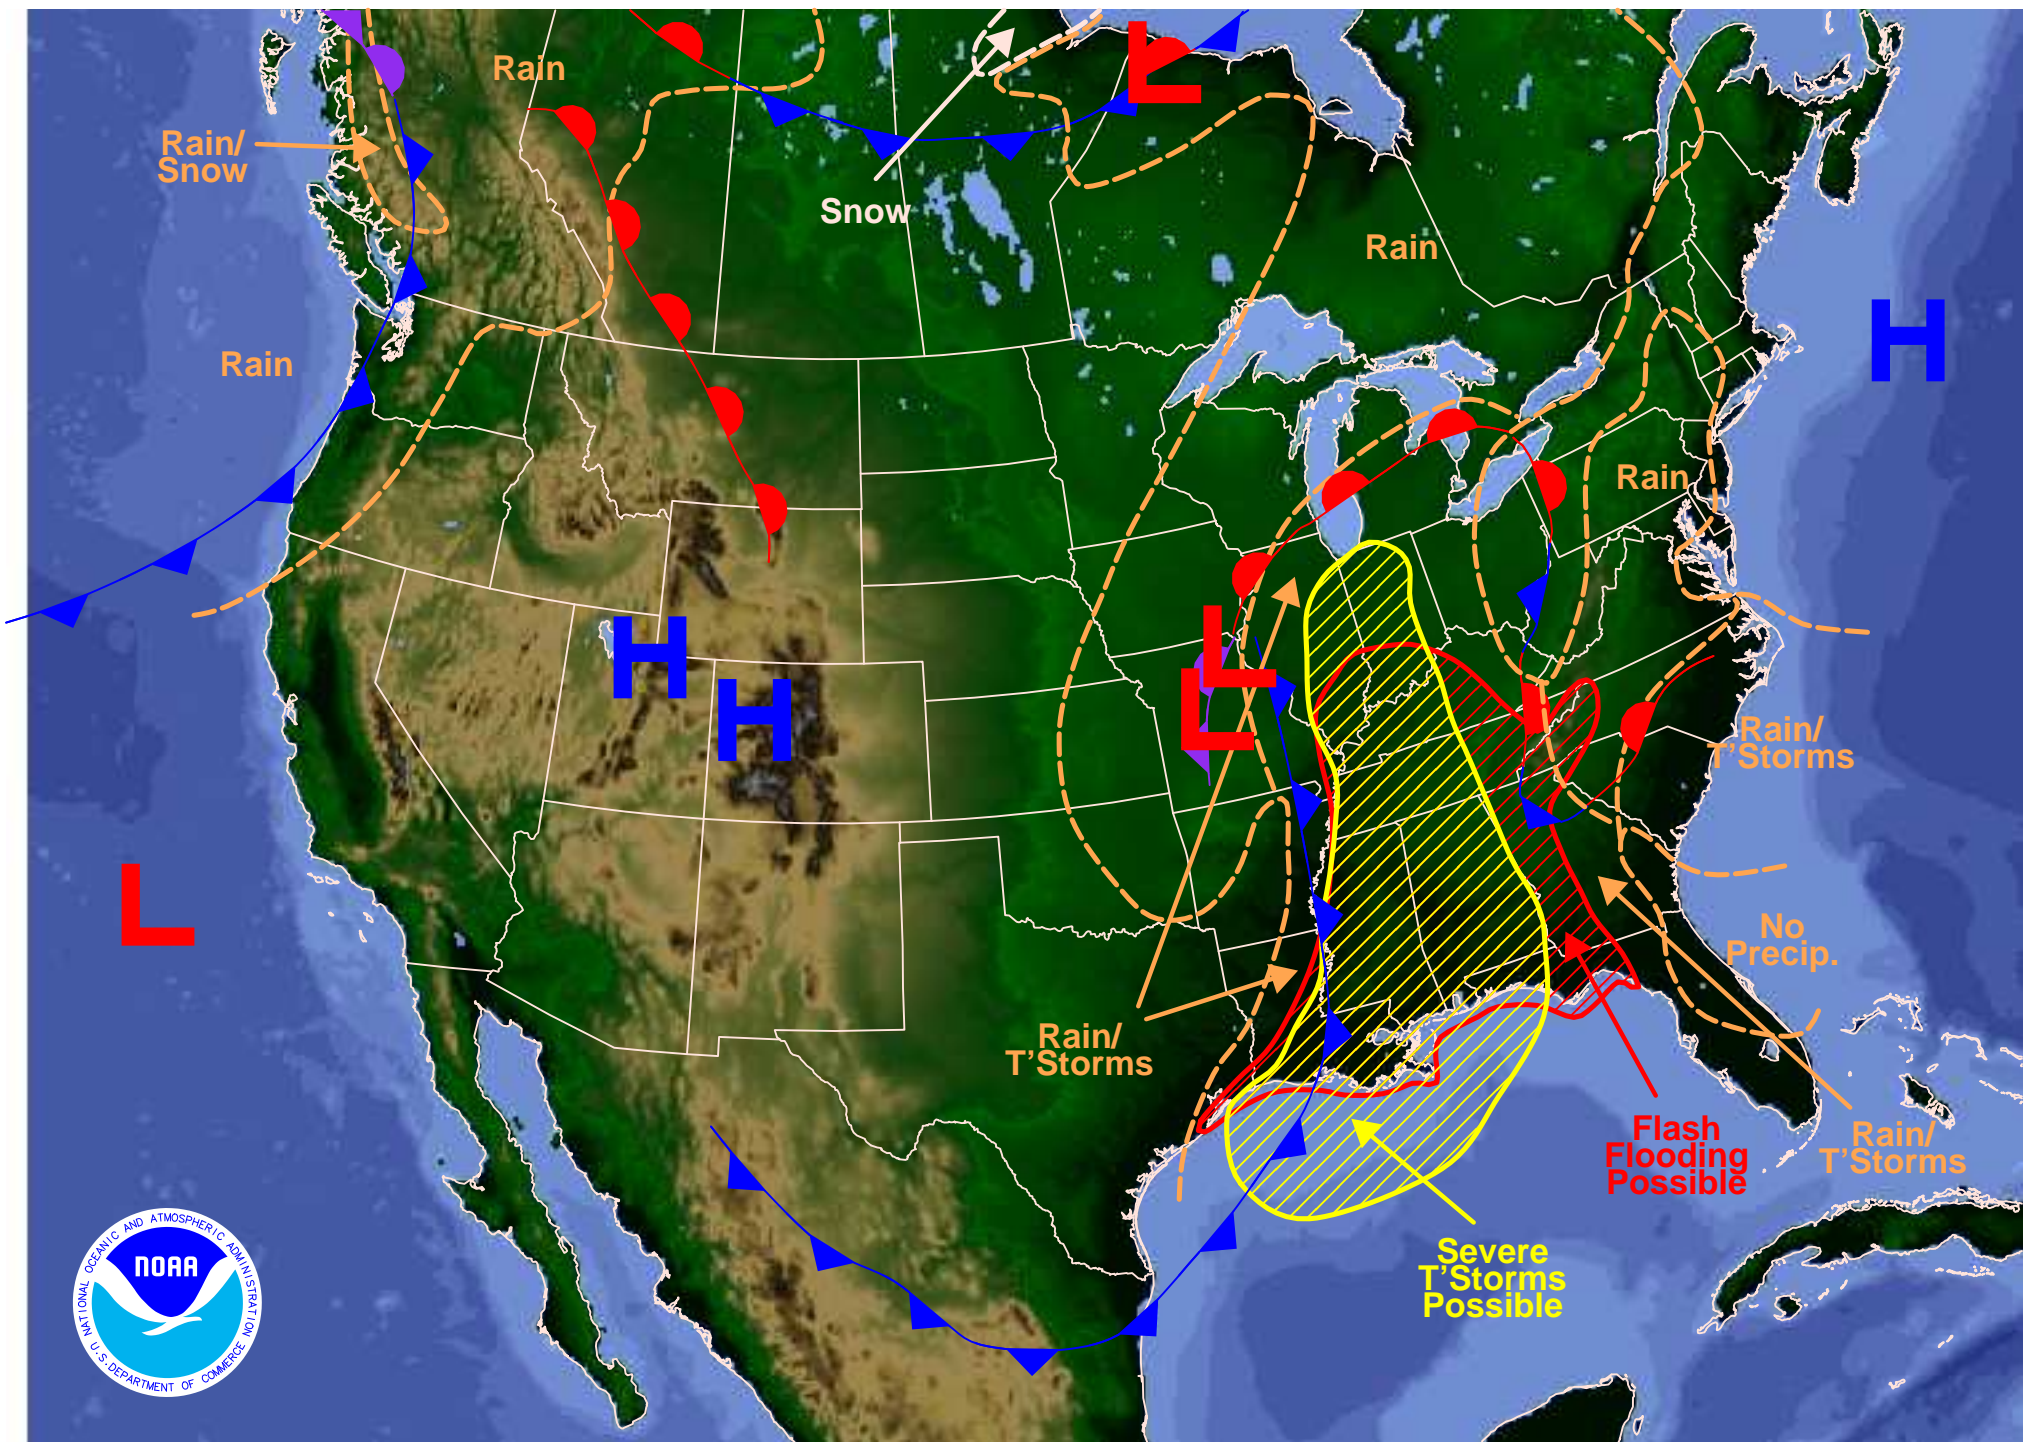 Rain
Rain/
Snow
Snow
Rain
Rain
H
L
Rain
H
H
L
L
L
Rain/
T'Storms
L
No
Precip.
Rain/
T'Storms
Flash
Flooding
Possible
Rain/
T'Storms
Severe
T'Storms
Possible
NATIONAL OCEANIC AND ATMOSPHERIC ADMINISTRATION
NOAA
U.S. DEPARTMENT OF COMMERCE